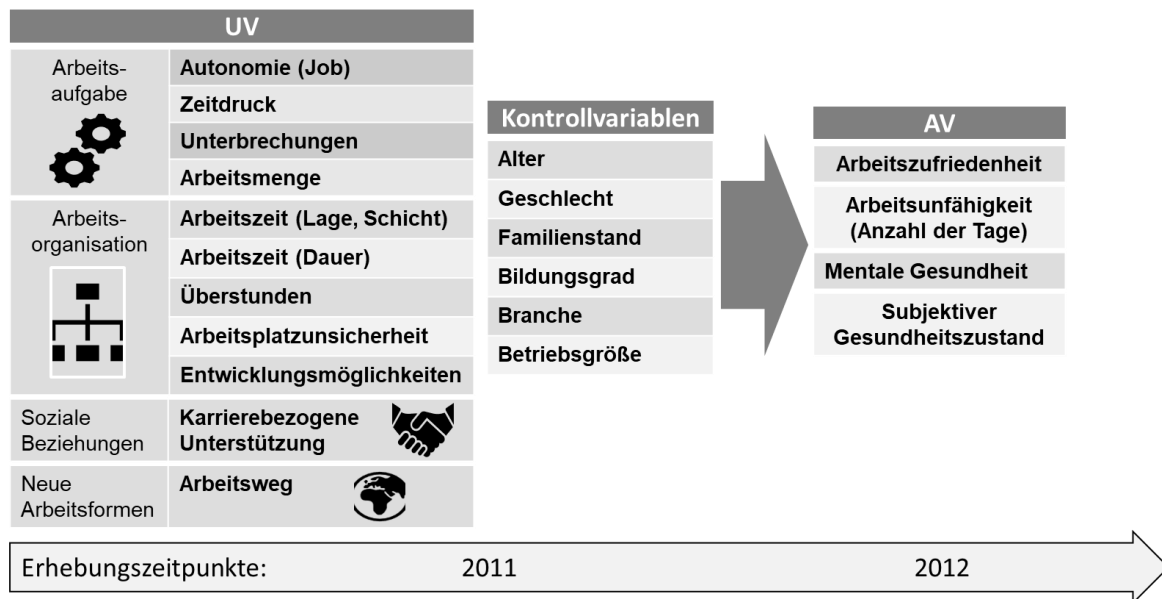 UV
Arbeits-
aufgabe
Autonomie (Job)
Zeitdruck
Unterbrechungen
Arbeitsmenge
Arbeits-
organisation
Arbeitszeit (Lage, Schicht)
Arbeitszeit (Dauer)
Überstunden
Arbeitsplatzunsicherheit
Entwicklungsmöglichkeiten
Soziale
Beziehungen
Karrierebezogene
Unterstützung
Neue
Arbeitsformen
Arbeitsweg
Kontrollvariablen
Alter
Geschlecht
Familienstand
Bildungsgrad
Branche
Betriebsgröße
AV
Arbeitszufriedenheit
Arbeitsunfähigkeit
(Anzahl der Tage)
Mentale Gesundheit
Subjektiver
Gesundheitszustand
Erhebungszeitpunkte: 2011 2012